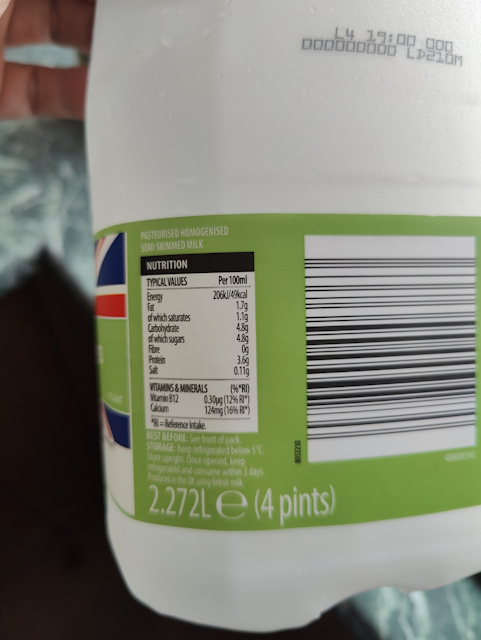 L4 19:00 000
000000000 LD210M
PASTEURISED HOMOGENISED
SEMI SKIMMED MILK
NUTRITION
TYPICAL VALUES Per 100ml
Energy 206kJ/49kcal
Fat 1.7g
of which saturates 1.1g
Carbohydrate 4.8g
of which sugars 4.8g
Fibre 0g
Protein 3.6g
Salt 0.11g
VITAMINS & MINERALS (%*RI)
Vitamin B12 0.30µg (12% RI*)
Calcium 124mg (16% RI*)
*RI = Reference Intake.
BEST BEFORE: See front of pack.
STORAGE: Keep refrigerated below 5°C.
Store upright. Once opened, keep
refrigerated and consume within 3 days.
Produced in the UK using British milk.
2.272L e (4 pints)